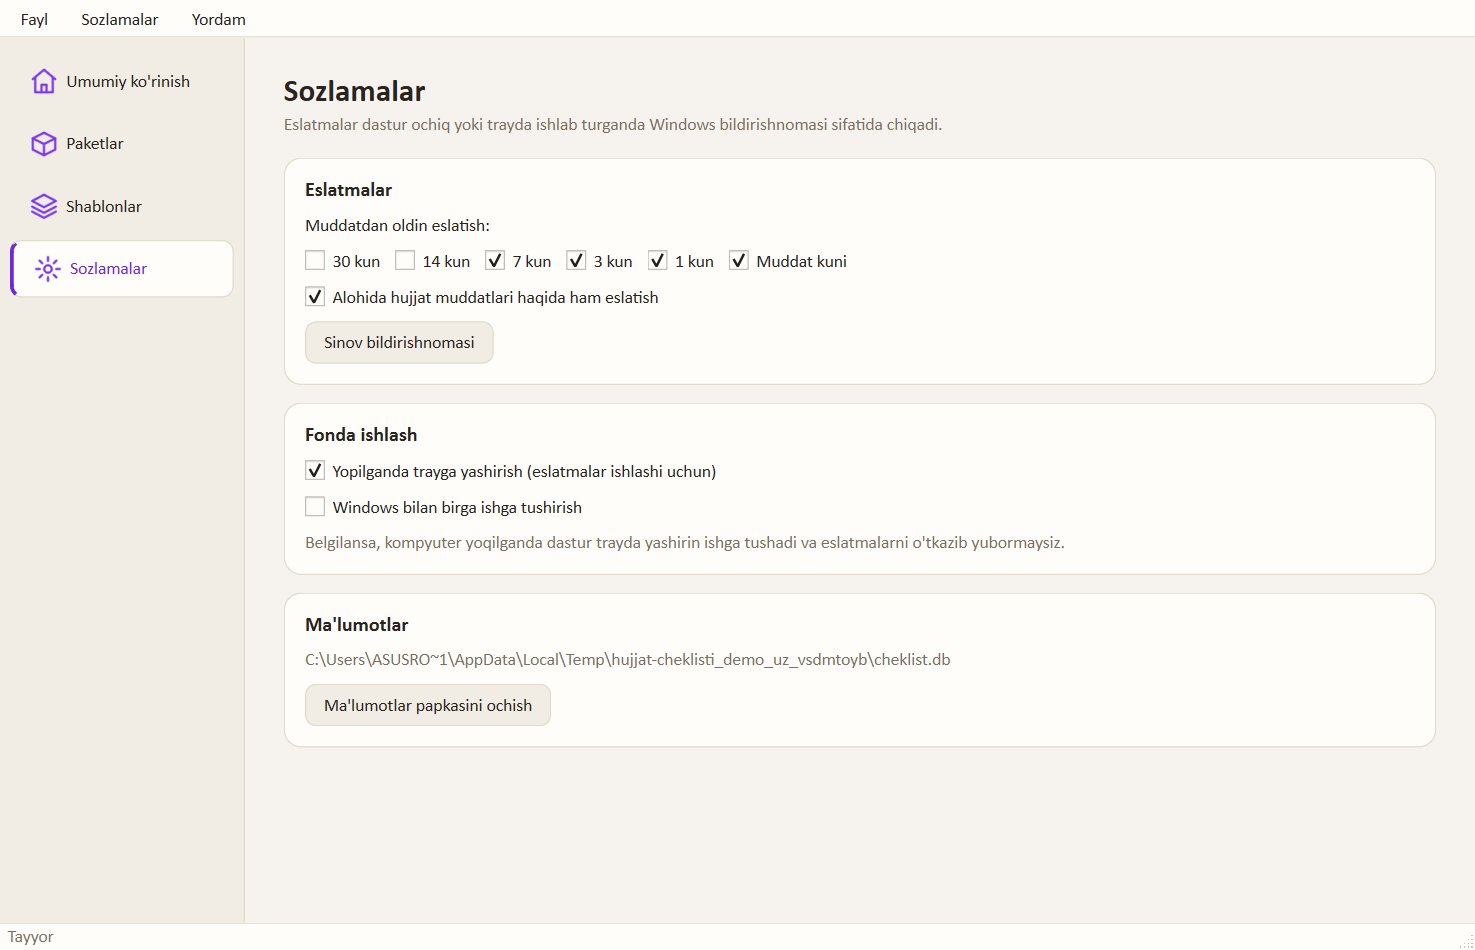 Fayl Sozlamalar Yordam
Umumiy ko'rinish
Paketlar
Shablonlar
Sozlamalar
Sozlamalar
Eslatmalar dastur ochiq yoki trayda ishlab turganda Windows bildirishnomasi sifatida chiqadi.
Eslatmalar
Muddatdan oldin eslatish:
30 kun 14 kun 7 kun 3 kun 1 kun Muddat kuni
Alohida hujjat muddatlari haqida ham eslatish
Sinov bildirishnomasi
Fonda ishlash
Yopilganda trayga yashirish (eslatmalar ishlashi uchun)
Windows bilan birga ishga tushirish
Belgilansa, kompyuter yoqilganda dastur trayda yashirin ishga tushadi va eslatmalarni o'tkazib yubormaysiz.
Ma'lumotlar
C:\Users\ASUSRO~1\AppData\Local\Temp\hujjat-cheklisti_demo_uz_vsdmtoyb\cheklist.db
Ma'lumotlar papkasini ochish
Tayyor